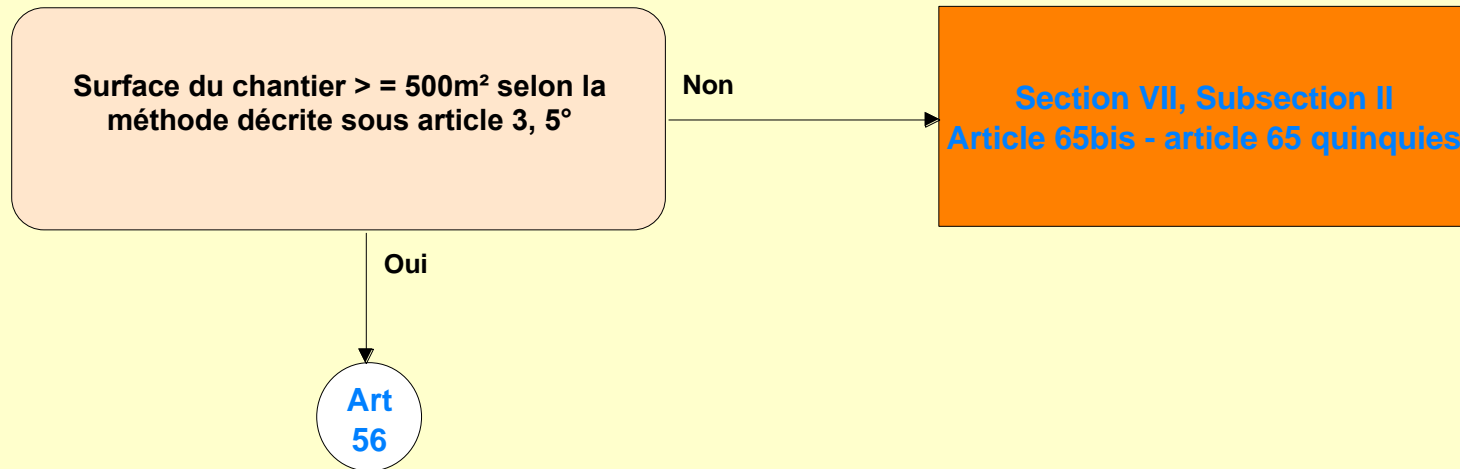 Surface du chantier > = 500m² selon la
méthode décrite sous article 3, 5°
Non
Section VII, Subsection II
Article 65bis - article 65 quinquies
Oui
Art
56